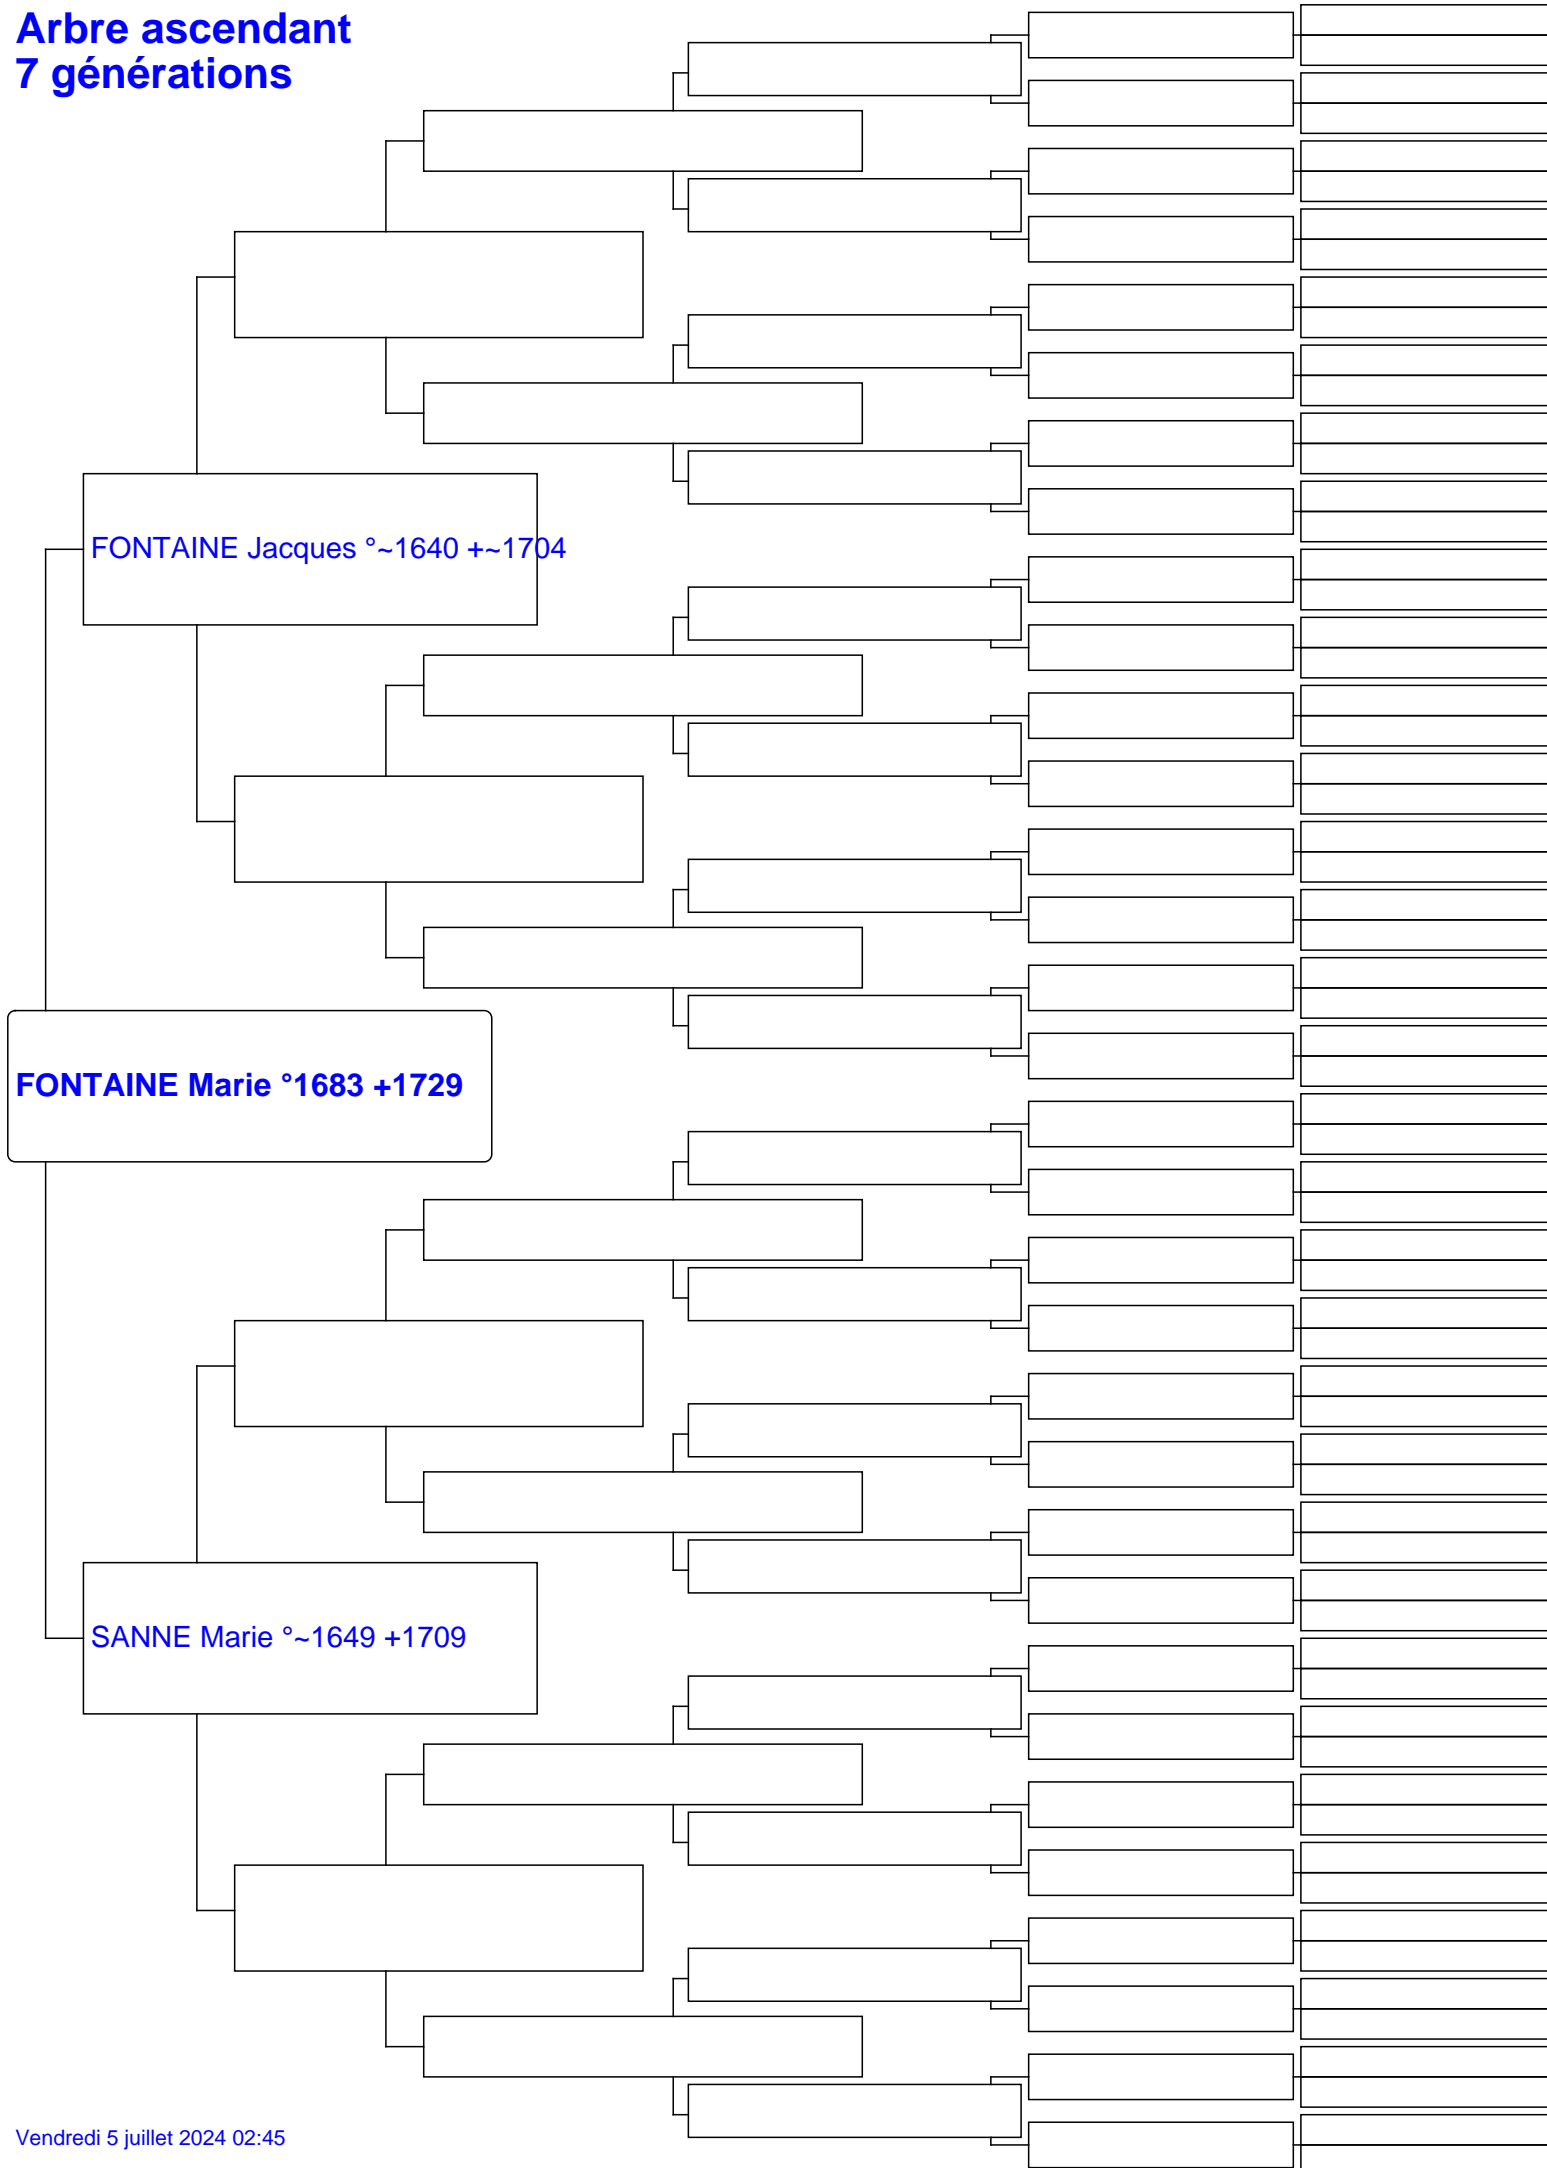 Arbre ascendant
7 générations
FONTAINE Jacques °~1640 +~1704
FONTAINE Marie °1683 +1729
SANNE Marie °~1649 +1709
Vendredi 5 juillet 2024 02:45